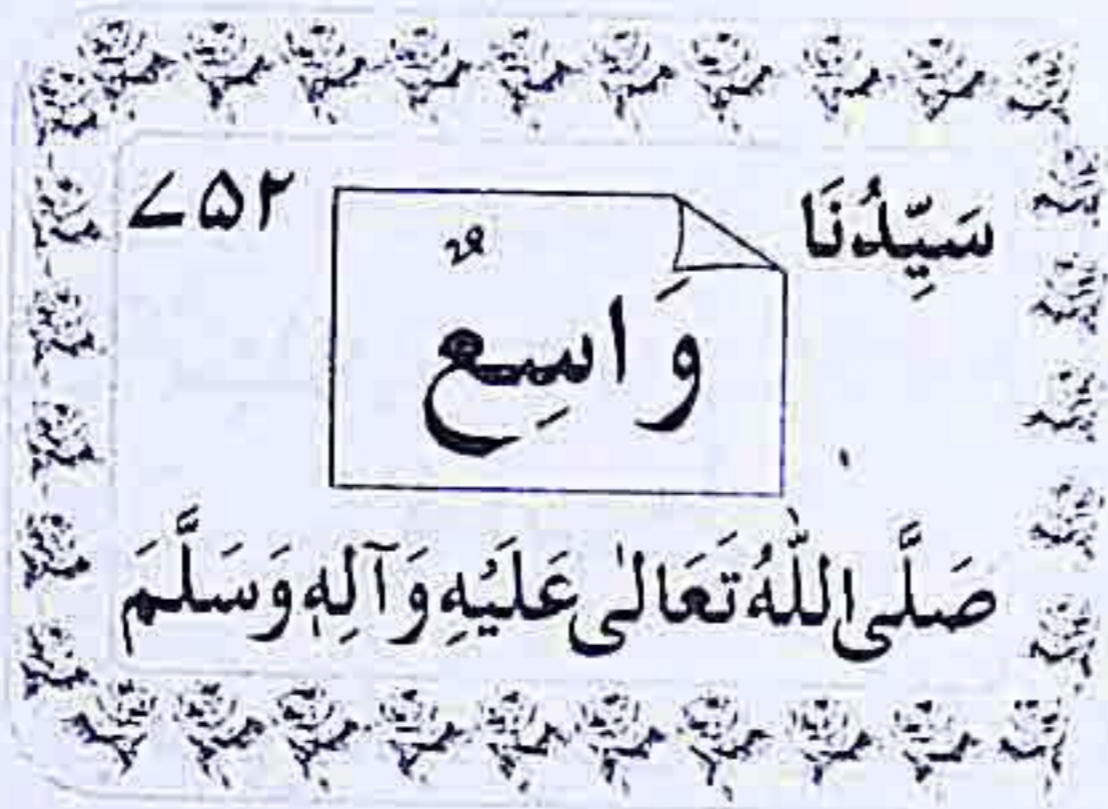 سَيِّدُنَا ۷۵۲
وَاسِعٌ
صَلَّى اللّٰهُ تَعَالٰى عَلَيْهِ وَآلِهٖ وَسَلَّمَ